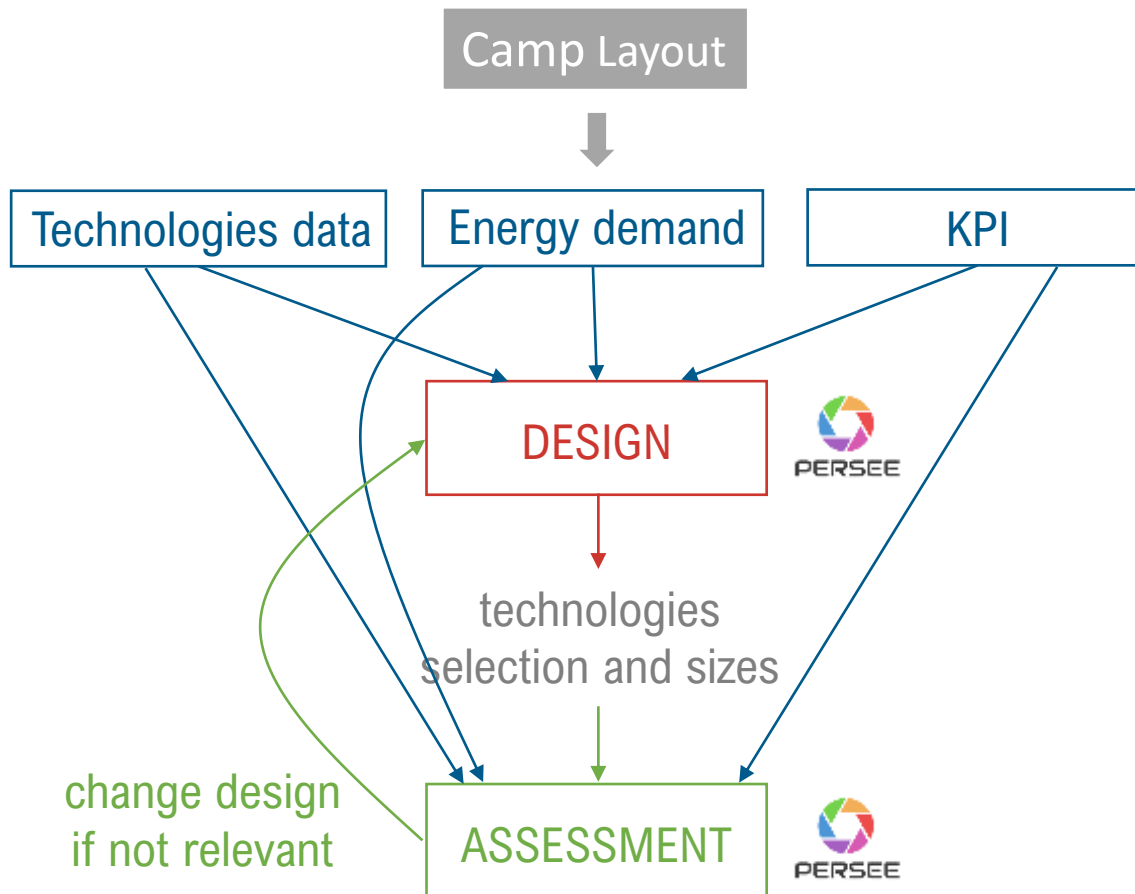 Camp Layout
Technologies data
Energy demand
KPI
DESIGN
PERSEE
technologies
selection and sizes
change design
if not relevant
ASSESSMENT
PERSEE